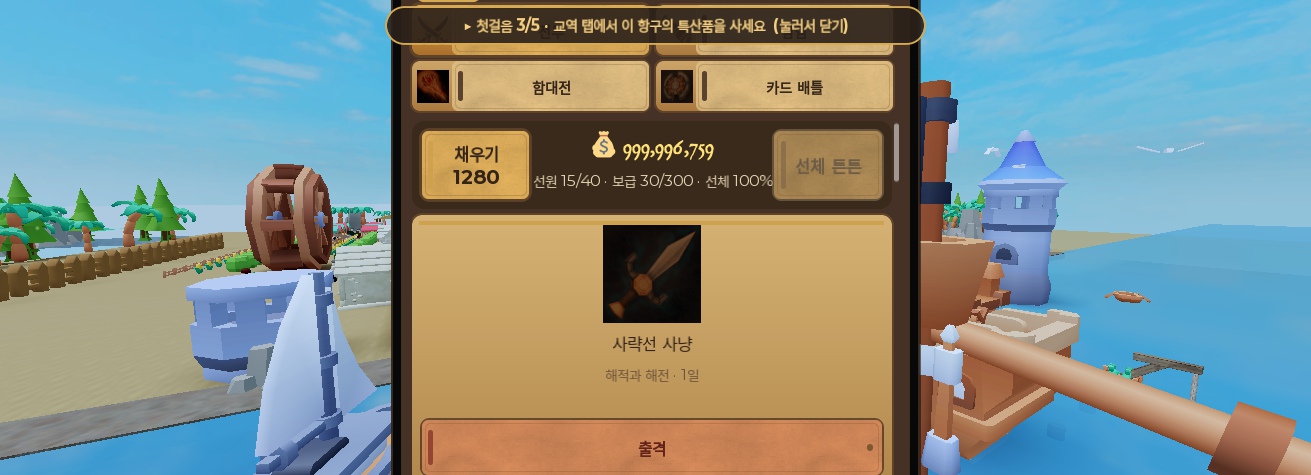 ▸ 첫걸음 3/5 · 교역 탭에서 이 항구의 특산품을 사세요 (눌러서 닫기)
함대전
카드 배틀
채우기
1280
999,996,759
선원 15/40 · 보급 30/300 · 선체 100%
선체 튼튼
사략선 사냥
해적과 해전 · 1일
출격